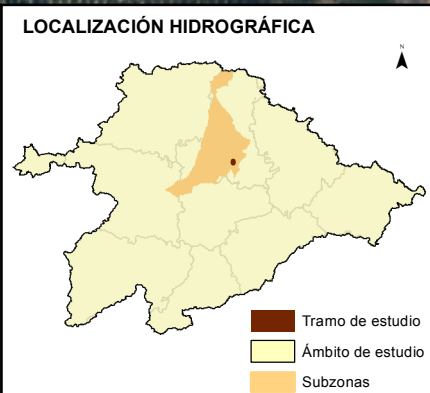 LOCALIZACIÓN HIDROGRÁFICA
N
Tramo de estudio
Ámbito de estudio
Subzonas